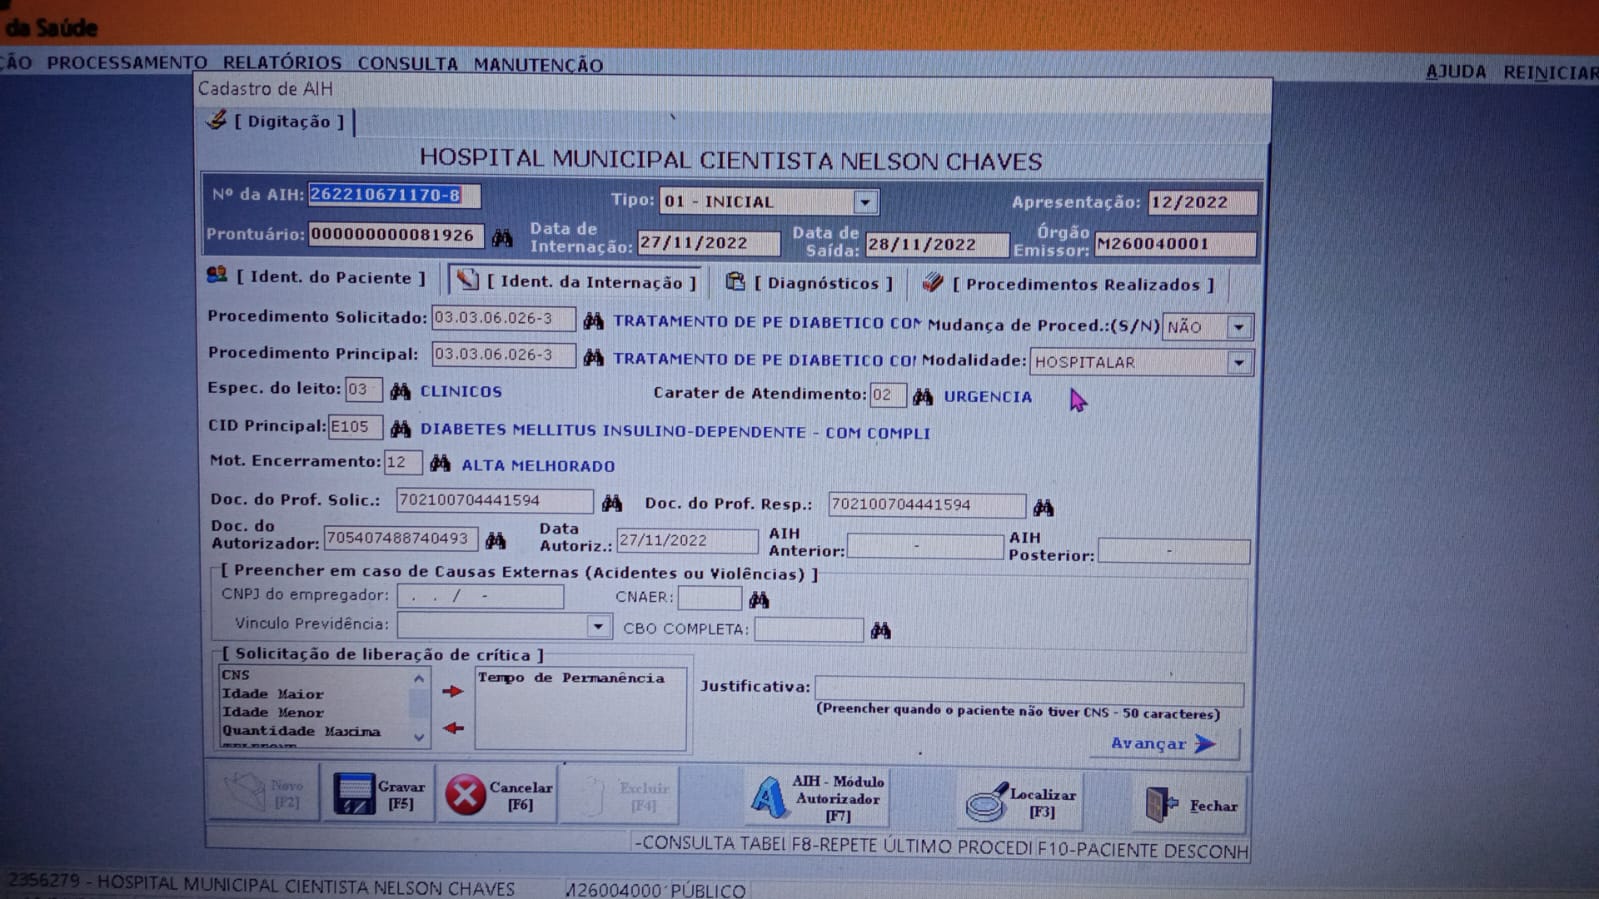 da Saúde
ÇÃO PROCESSAMENTO RELATÓRIOS CONSULTA MANUTENÇÃO AJUDA REINICIAR
Cadastro de AIH
[ Digitação ]
HOSPITAL MUNICIPAL CIENTISTA NELSON CHAVES
Nº da AIH: 262210671170-8 Tipo: 01 - INICIAL Apresentação: 12/2022
Prontuário: 000000000081926 Data de Internação: 27/11/2022 Data de Saída: 28/11/2022 Órgão Emissor: M260040001
[ Ident. do Paciente ] [ Ident. da Internação ] [ Diagnósticos ] [ Procedimentos Realizados ]
Procedimento Solicitado: 03.03.06.026-3 TRATAMENTO DE PE DIABETICO COM Mudança de Proced.:(S/N) NÃO
Procedimento Principal: 03.03.06.026-3 TRATAMENTO DE PE DIABETICO COM Modalidade: HOSPITALAR
Espec. do leito: 03 CLINICOS Carater de Atendimento: 02 URGENCIA
CID Principal: E105 DIABETES MELLITUS INSULINO-DEPENDENTE - COM COMPLI
Mot. Encerramento: 12 ALTA MELHORADO
Doc. do Prof. Solic.: 702100704441594 Doc. do Prof. Resp.: 702100704441594
Doc. do Autorizador: 705407488740493 Data Autoriz.: 27/11/2022 AIH Anterior: - AIH Posterior: -
[ Preencher em caso de Causas Externas (Acidentes ou Violências) ]
CNPJ do empregador: . . / - CNAER:
Vinculo Previdência: CBO COMPLETA:
[ Solicitação de liberação de crítica ]
CNS
Idade Maior
Idade Menor
Quantidade Maxima
Tempo de Permanência
Justificativa:
(Preencher quando o paciente não tiver CNS - 50 caracteres)
Avançar
Novo [F2] Gravar [F5] Cancelar [F6] Excluir [F4] AIH - Módulo Autorizador [F7] Localizar [F3] Fechar
-CONSULTA TABEI F8-REPETE ÚLTIMO PROCEDI F10-PACIENTE DESCONH
2356279 - HOSPITAL MUNICIPAL CIENTISTA NELSON CHAVES M26004000 PÚBLICO